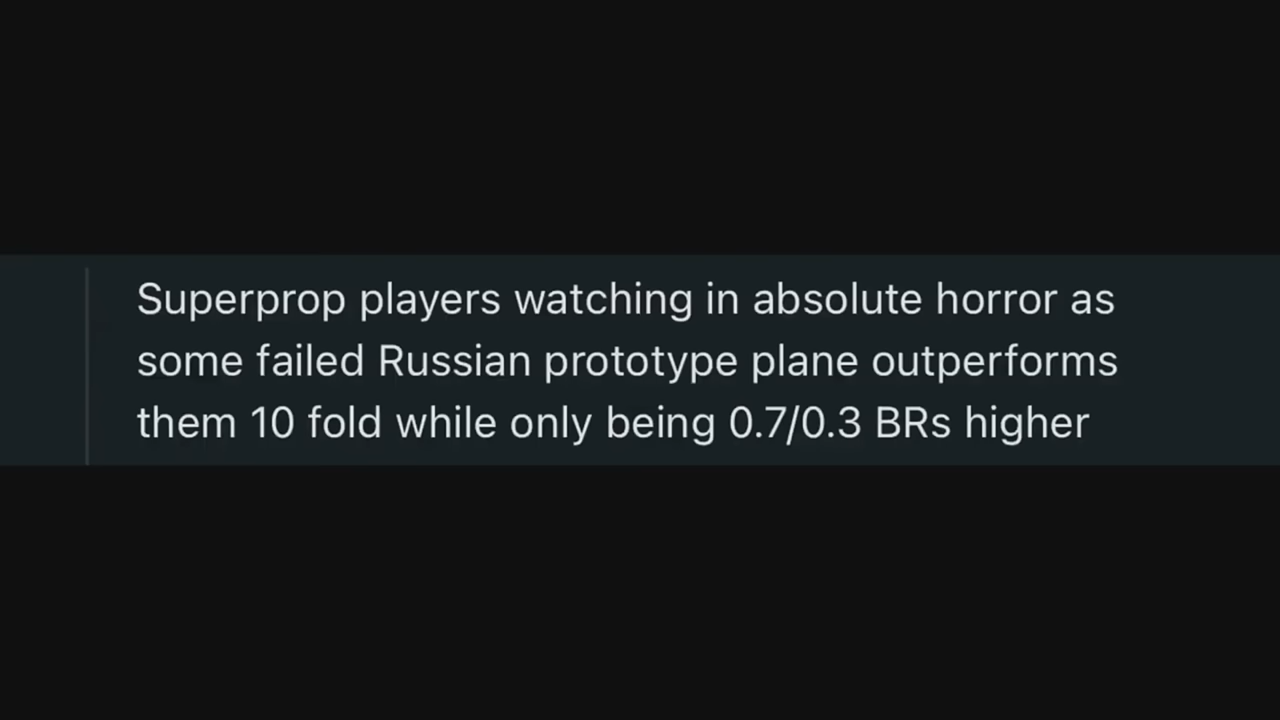 Superprop players watching in absolute horror as
some failed Russian prototype plane outperforms
them 10 fold while only being 0.7/0.3 BRs higher